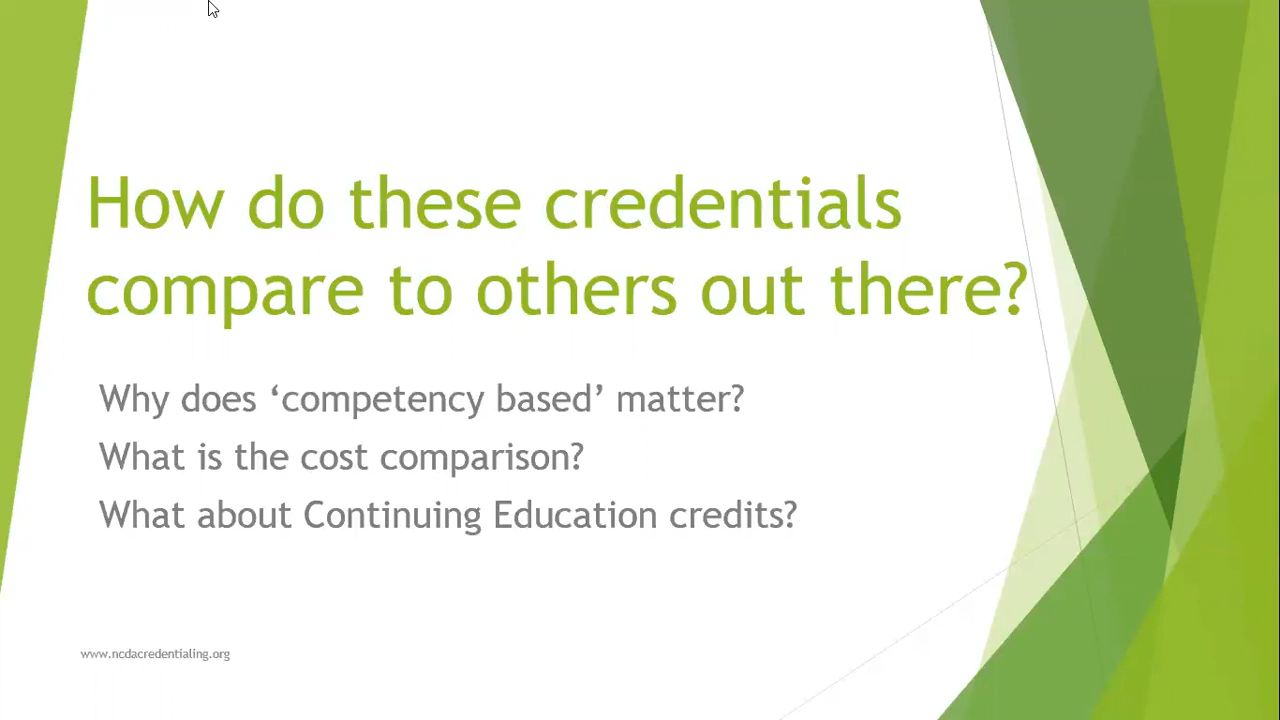 How do these credentials
compare to others out there?
Why does ‘competency based’ matter?
What is the cost comparison?
What about Continuing Education credits?
www.ncdacredentialing.org